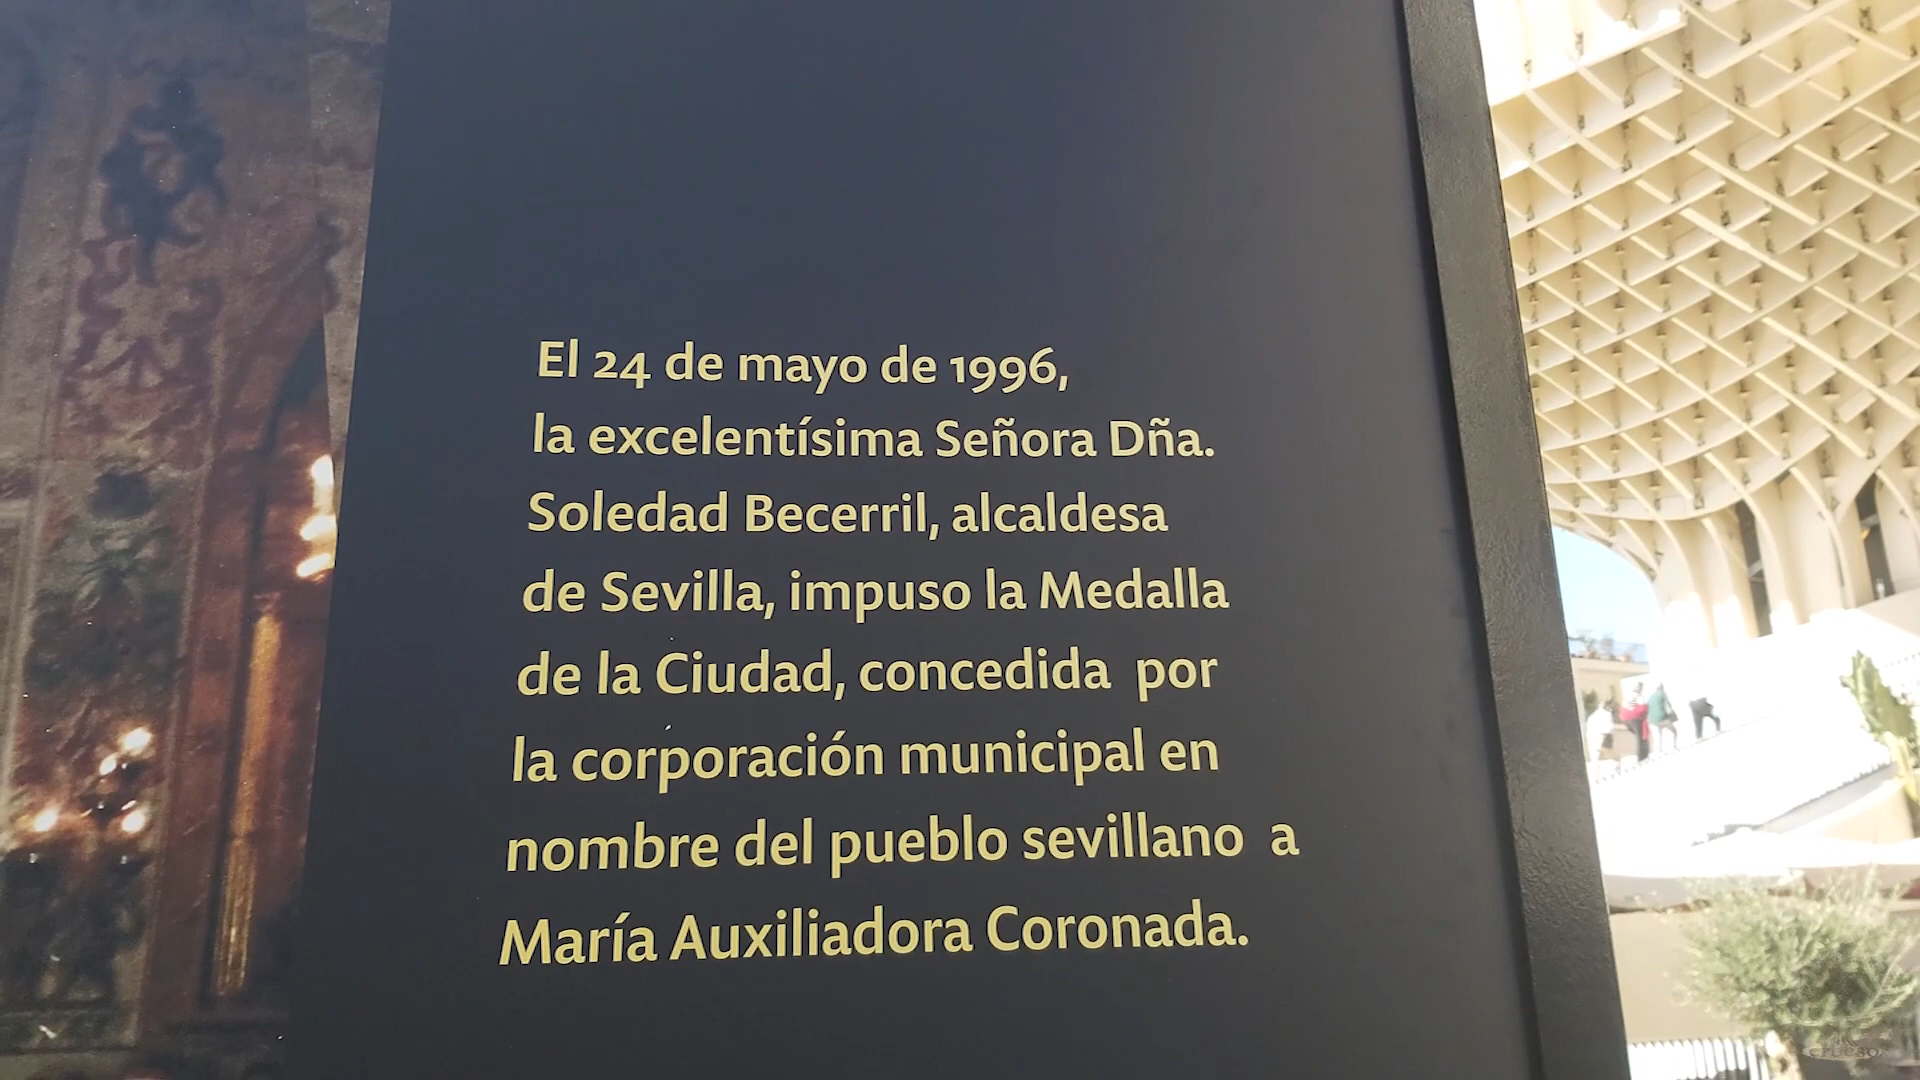 El 24 de mayo de 1996,
la excelentísima Señora Dña.
Soledad Becerril, alcaldesa
de Sevilla, impuso la Medalla
de la Ciudad, concedida por
la corporación municipal en
nombre del pueblo sevillano a
María Auxiliadora Coronada.